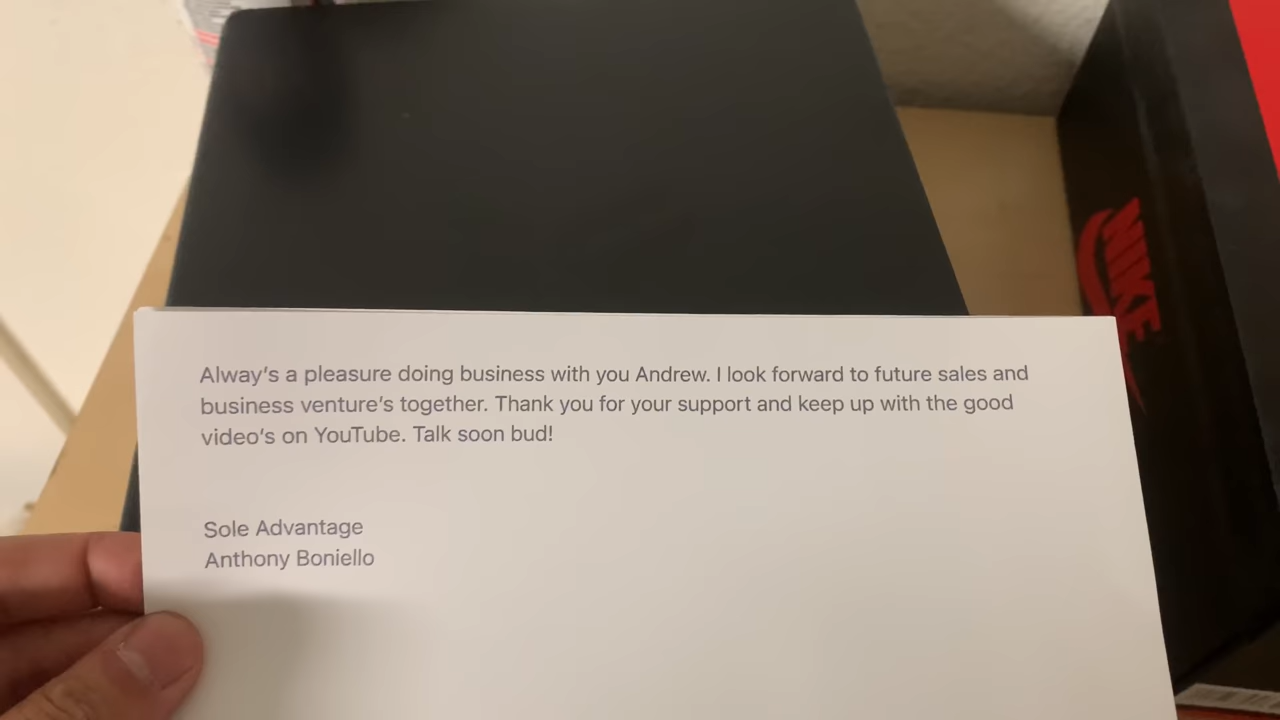 Alway's a pleasure doing business with you Andrew. I look forward to future sales and
business venture's together. Thank you for your support and keep up with the good
video's on YouTube. Talk soon bud!
Sole Advantage
Anthony Boniello
NIKE